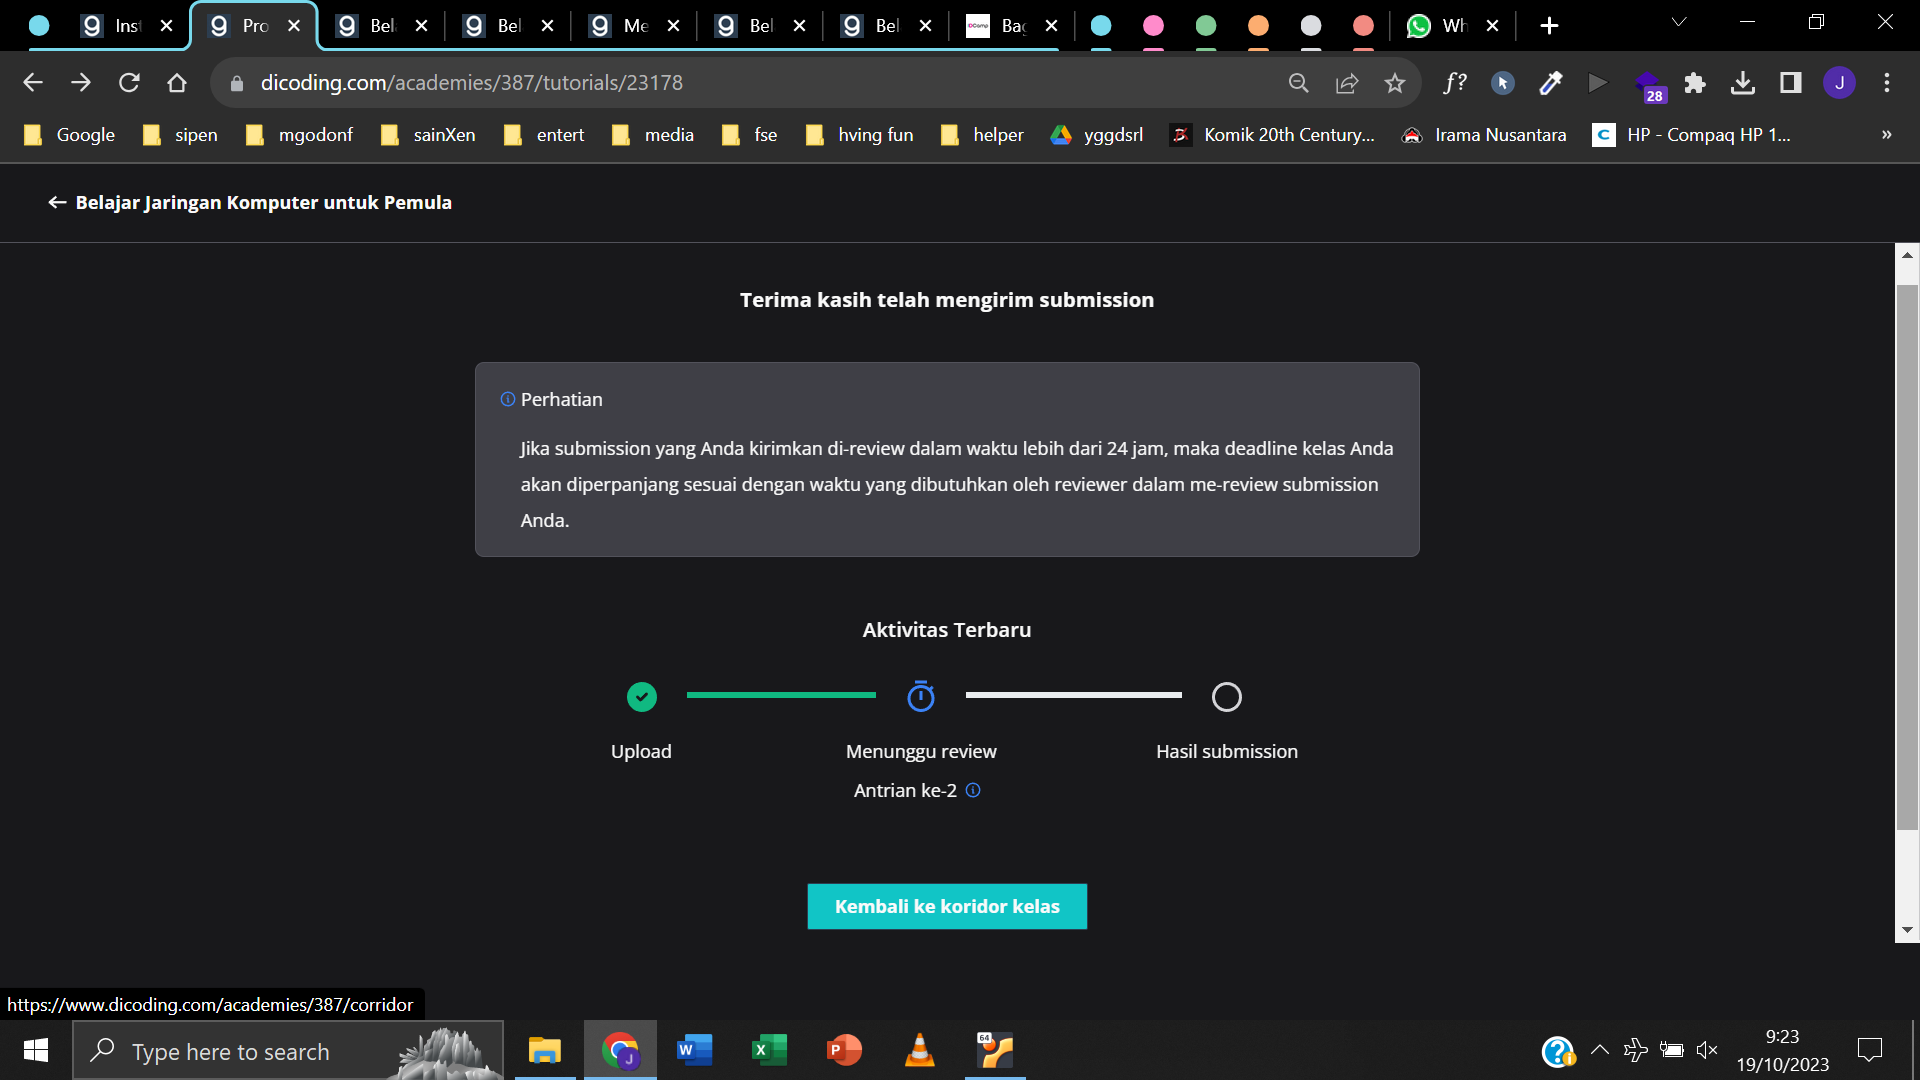 Ins
Pro
Bel
Bel
Me
Bel
Bel
Bag
Wh
dicoding.com/academies/387/tutorials/23178
f?
28
J
Google
sipen
mgodonf
sainXen
entert
media
fse
hving fun
helper
yggdsrl
Komik 20th Century...
Irama Nusantara
HP - Compaq HP 1...
»
← Belajar Jaringan Komputer untuk Pemula
Terima kasih telah mengirim submission
Perhatian
Jika submission yang Anda kirimkan di-review dalam waktu lebih dari 24 jam, maka deadline kelas Anda
akan diperpanjang sesuai dengan waktu yang dibutuhkan oleh reviewer dalam me-review submission
Anda.
Aktivitas Terbaru
Upload
Menunggu review
Hasil submission
Antrian ke-2
Kembali ke koridor kelas
https://www.dicoding.com/academies/387/corridor
Type here to search
9:23
19/10/2023